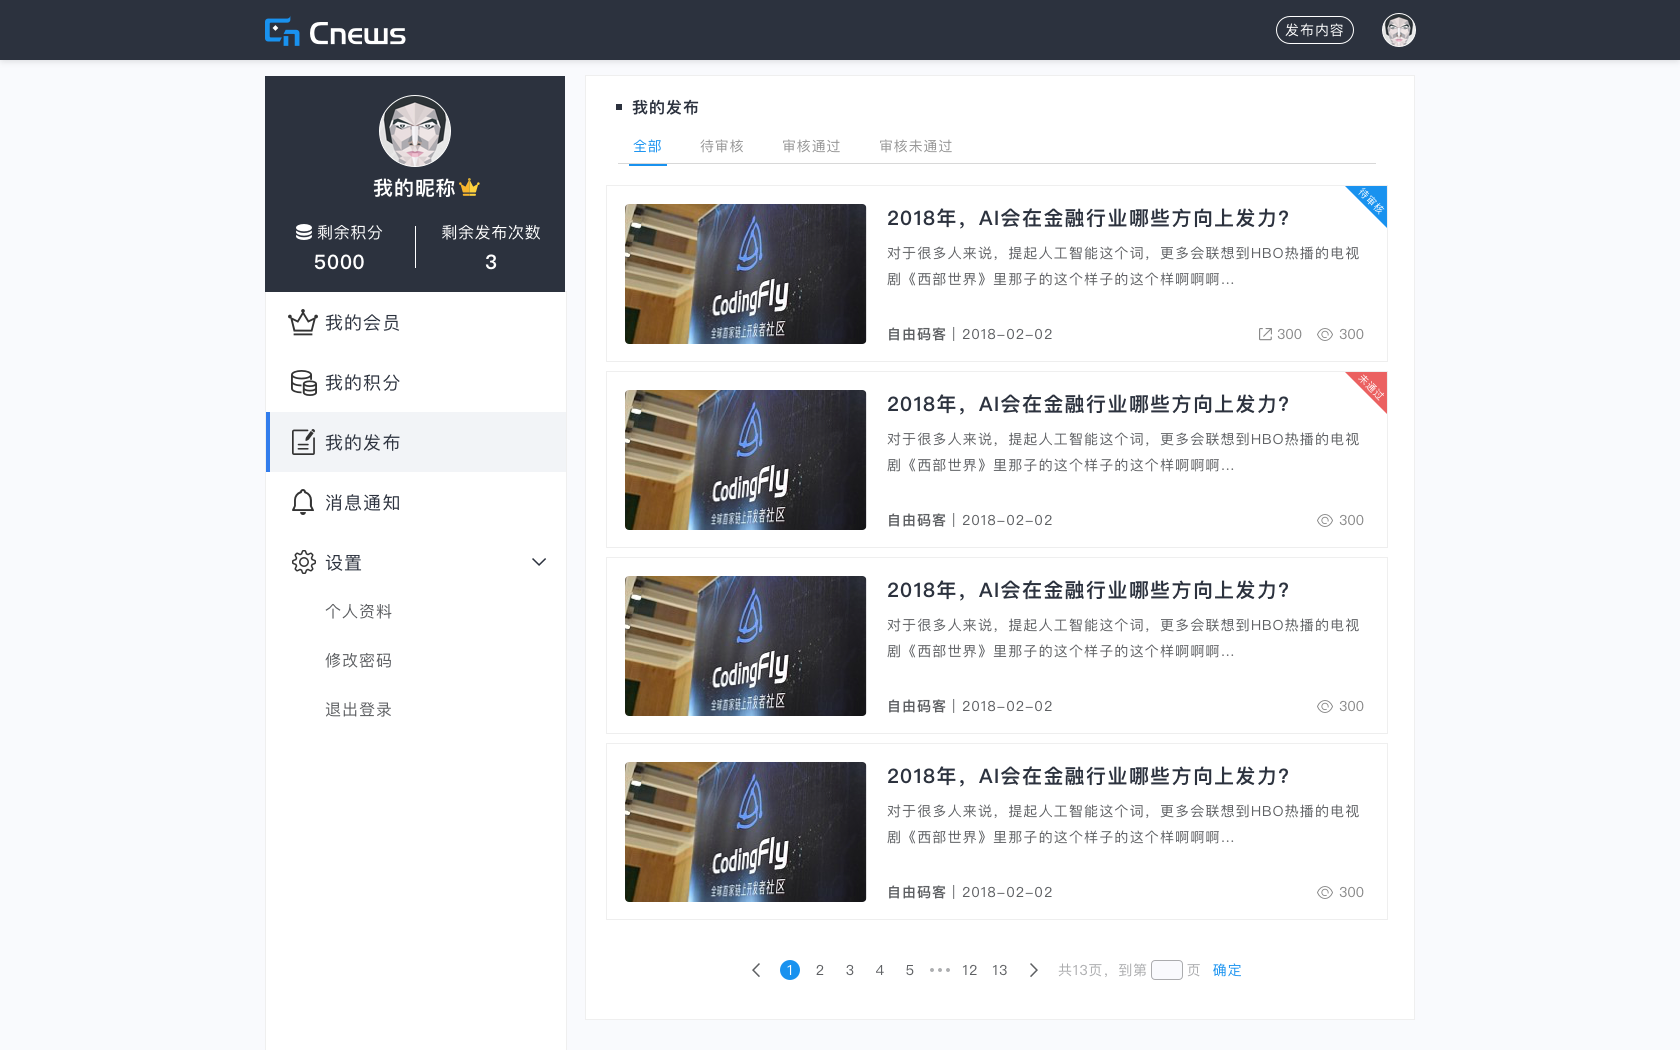 Cnews
发布内容
我的昵称
剩余积分
5000
剩余发布次数
3
我的会员
我的积分
我的发布
消息通知
设置
个人资料
修改密码
退出登录
我的发布
全部
待审核
审核通过
审核未通过
CodingFly
全球首家链上开发者社区
2018年，AI会在金融行业哪些方向上发力？
待审核
对于很多人来说，提起人工智能这个词，更多会联想到HBO热播的电视
剧《西部世界》里那子的这个样子的这个样啊啊啊...
自由码客 | 2018-02-02
300
300
CodingFly
全球首家链上开发者社区
2018年，AI会在金融行业哪些方向上发力？
未通过
对于很多人来说，提起人工智能这个词，更多会联想到HBO热播的电视
剧《西部世界》里那子的这个样子的这个样啊啊啊...
自由码客 | 2018-02-02
300
CodingFly
全球首家链上开发者社区
2018年，AI会在金融行业哪些方向上发力？
对于很多人来说，提起人工智能这个词，更多会联想到HBO热播的电视
剧《西部世界》里那子的这个样子的这个样啊啊啊...
自由码客 | 2018-02-02
300
CodingFly
全球首家链上开发者社区
2018年，AI会在金融行业哪些方向上发力？
对于很多人来说，提起人工智能这个词，更多会联想到HBO热播的电视
剧《西部世界》里那子的这个样子的这个样啊啊啊...
自由码客 | 2018-02-02
300
1 2 3 4 5 ••• 12 13 共13页，到第 页 确定